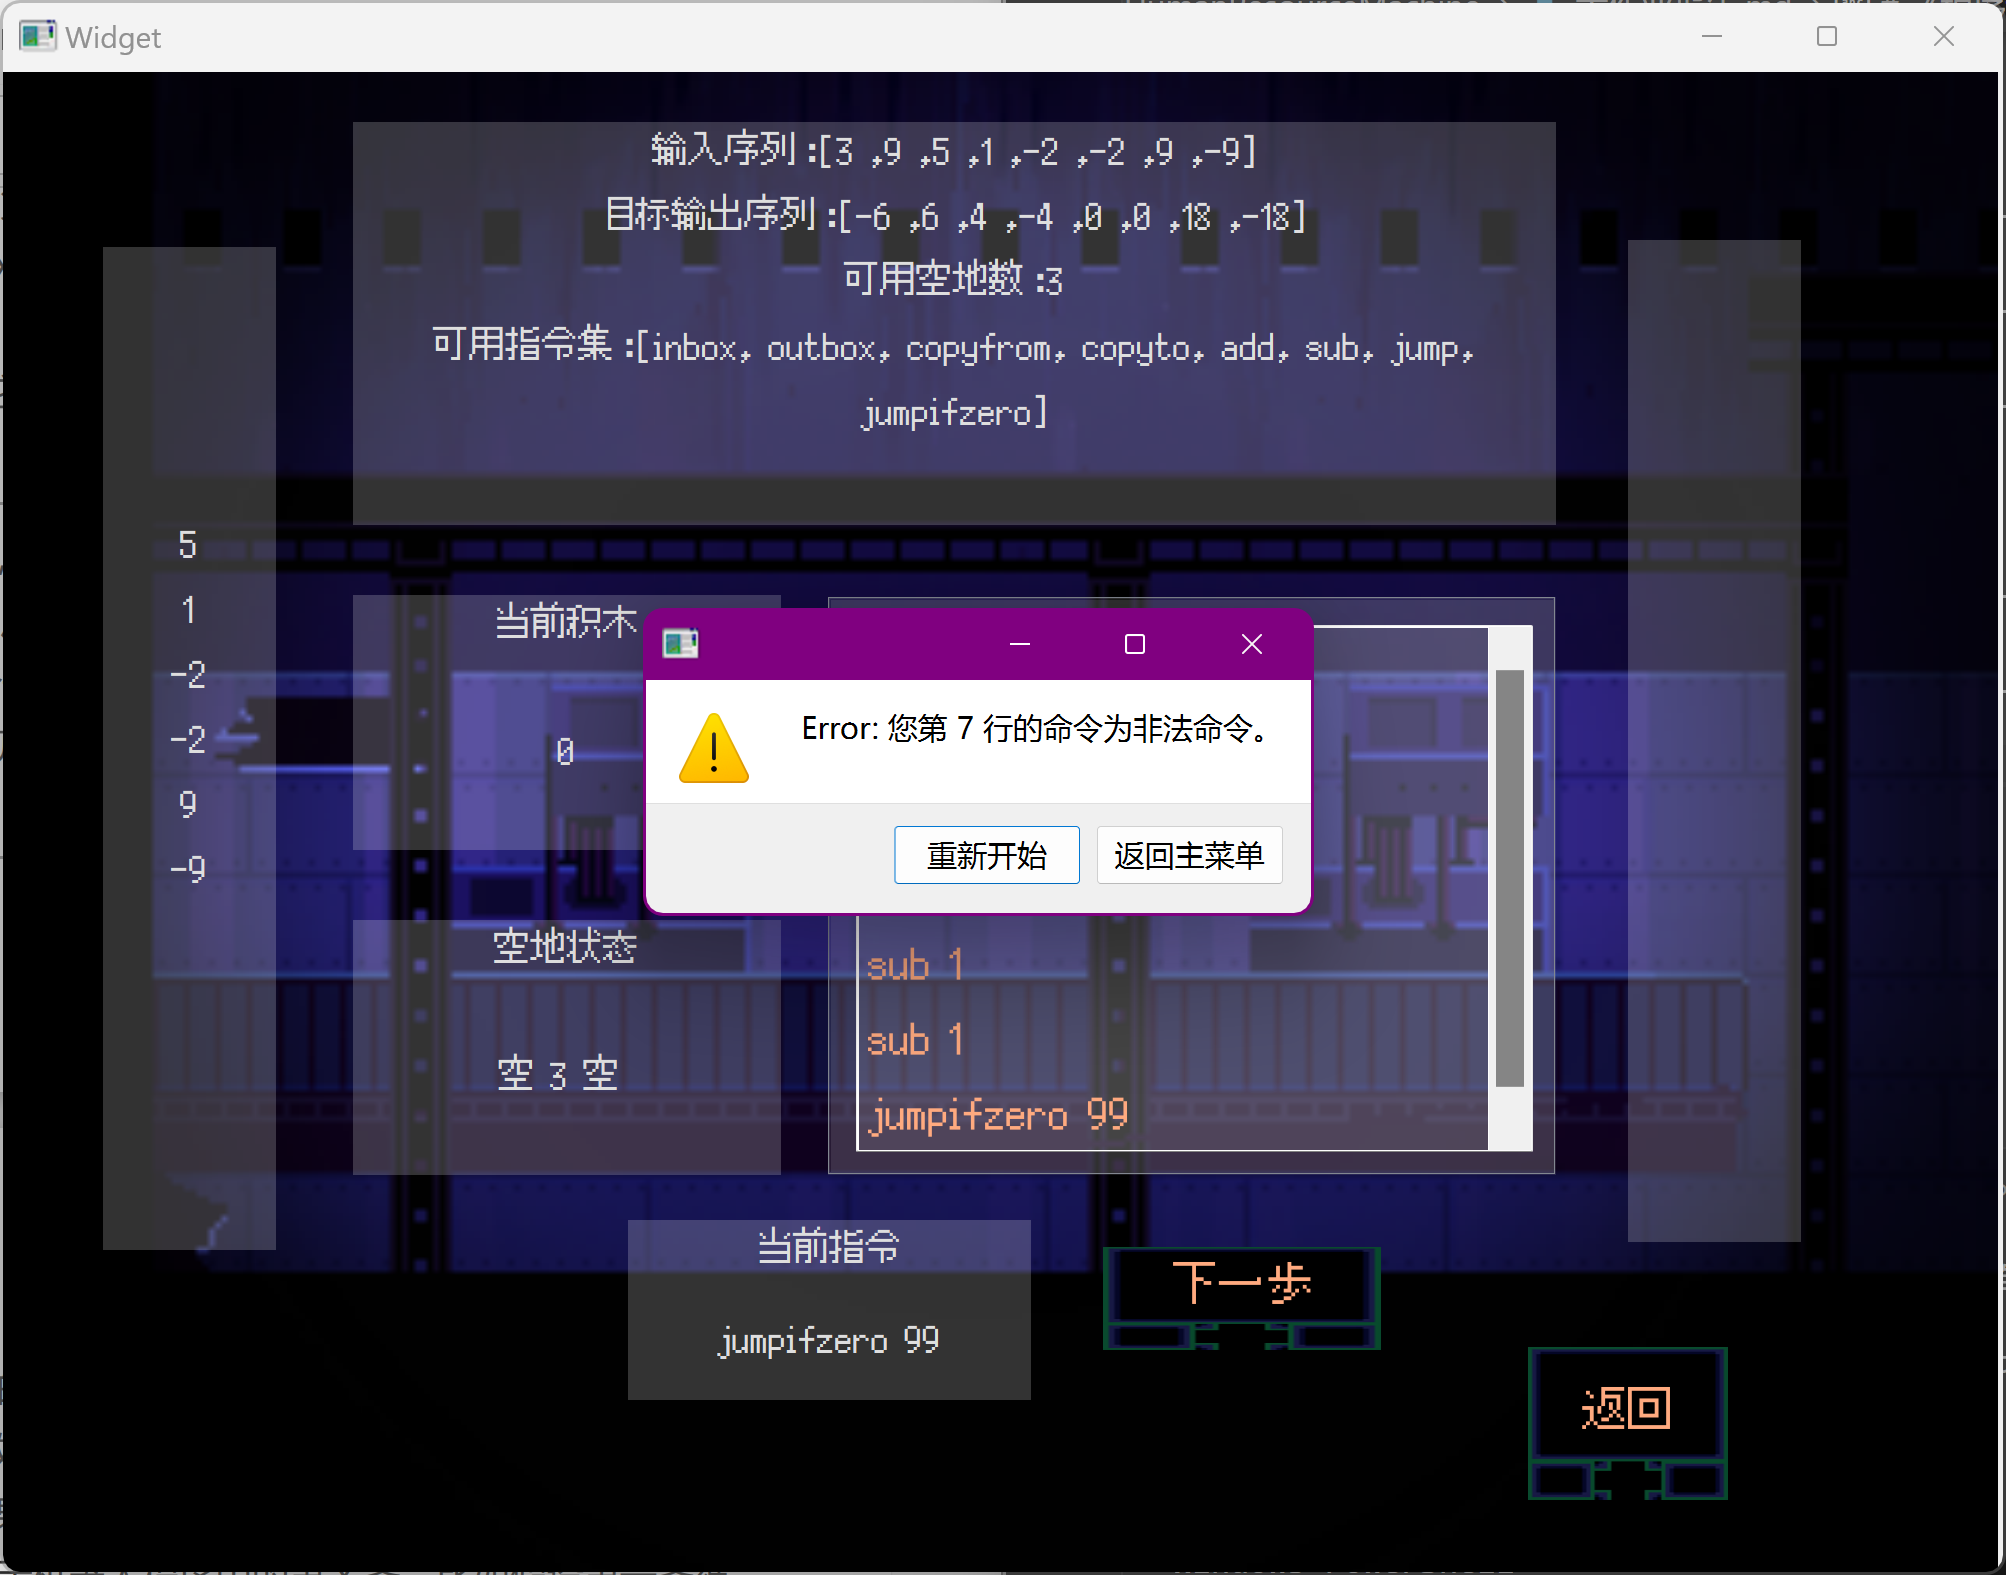 Widget
输入序列 :[3 ,9 ,5 ,1 ,-2 ,-2 ,9 ,-9]
目标输出序列 :[-6 ,6 ,4 ,-4 ,0 ,0 ,18 ,-18]
可用空地数 :3
可用指令集 :[inbox, outbox, copyfrom, copyto, add, sub, jump,
jumpifzero]
5
1
-2
-2
9
-9
当前积木
0
空地状态
空 3 空
Error: 您第 7 行的命令为非法命令。
重新开始
返回主菜单
sub 1
sub 1
jumpifzero 99
当前指令
jumpifzero 99
下一步
返回